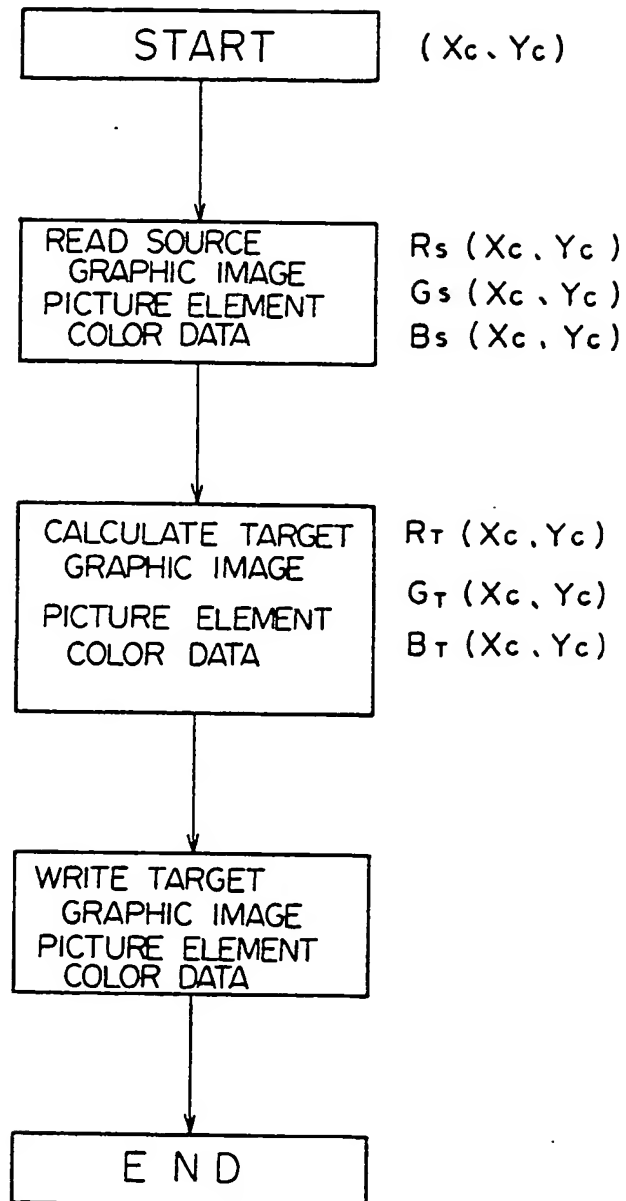 START (Xc、Yc)
READ SOURCE Rs (Xc、Yc)
GRAPHIC IMAGE Gs (Xc、Yc)
PICTURE ELEMENT Bs (Xc、Yc)
COLOR DATA
CALCULATE TARGET RT (Xc、Yc)
GRAPHIC IMAGE GT (Xc、Yc)
PICTURE ELEMENT BT (Xc、Yc)
COLOR DATA
WRITE TARGET
GRAPHIC IMAGE
PICTURE ELEMENT
COLOR DATA
END